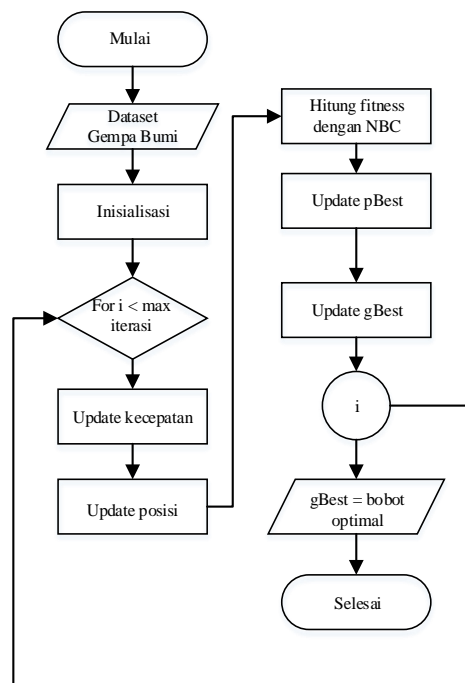 Mulai
Dataset
Gempa Bumi
Inisialisasi
For i < max
iterasi
Update kecepatan
Update posisi
Hitung fitness
dengan NBC
Update pBest
Update gBest
i
gBest = bobot
optimal
Selesai